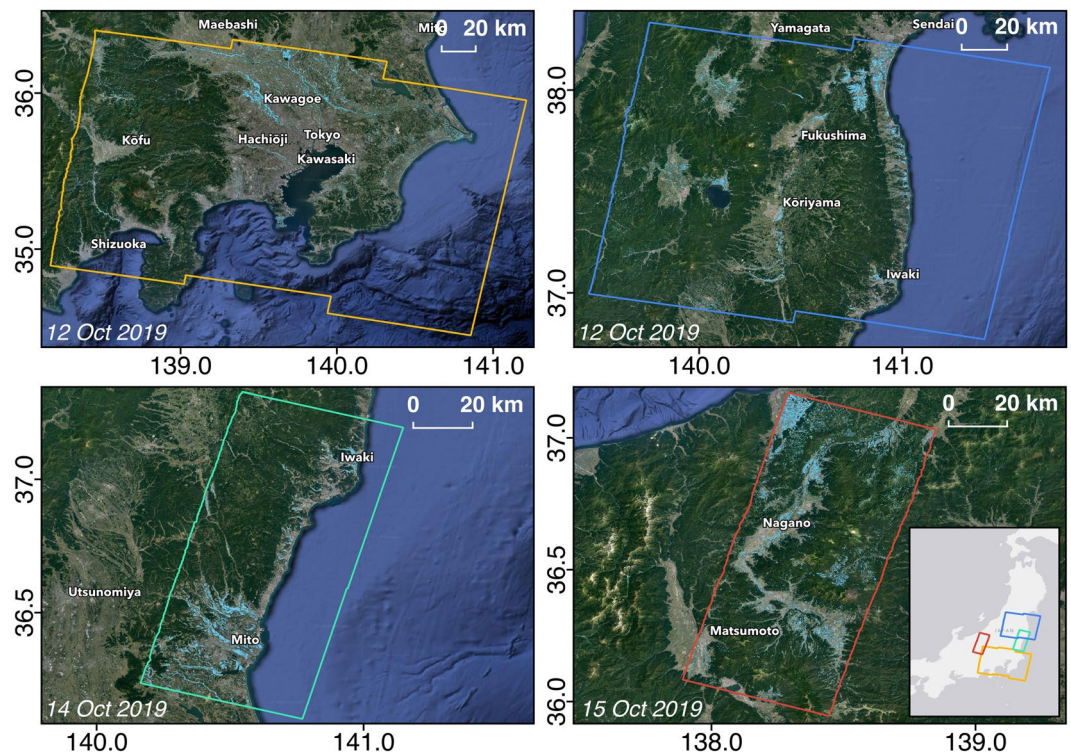 Maebashi
Mito
0 20 km
36.0
Kawagoe
Kōfu
Hachiōji
Tokyo
Kawasaki
35.0
Shizuoka
12 Oct 2019
139.0 140.0 141.0
Yamagata
Sendai
0 20 km
38.0
Fukushima
Kōriyama
37.0
Iwaki
12 Oct 2019
140.0 141.0
0 20 km
37.0
Iwaki
36.5
Utsunomiya
Mito
14 Oct 2019
140.0 141.0
0 20 km
37.0
Nagano
36.5
Matsumoto
36.0
15 Oct 2019
138.0 139.0